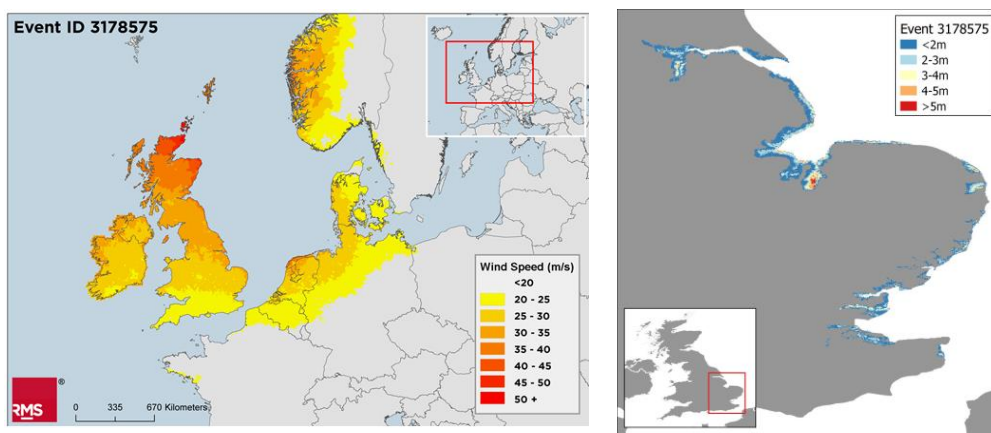 Event ID 3178575
Wind Speed (m/s)
<20
20 - 25
25 - 30
30 - 35
35 - 40
40 - 45
45 - 50
50 +
RMS
®
0 335 670 Kilometers
Event 3178575
<2m
2-3m
3-4m
4-5m
>5m